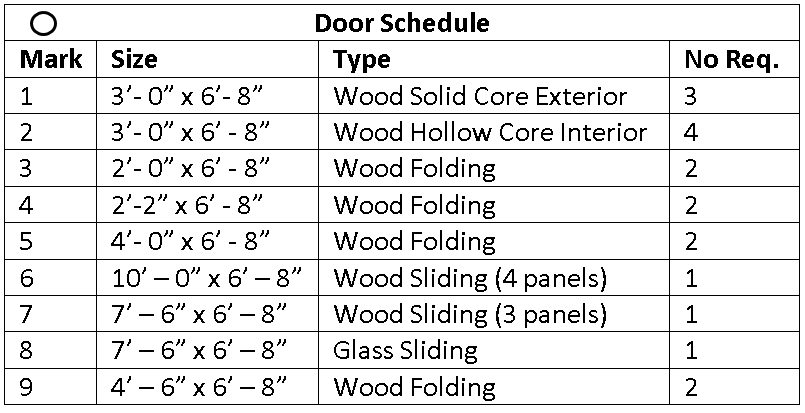 Door Schedule
Mark Size Type No Req.
1 3’- 0” x 6’- 8” Wood Solid Core Exterior 3
2 3’- 0” x 6’ - 8” Wood Hollow Core Interior 4
3 2’- 0” x 6’ - 8” Wood Folding 2
4 2’-2” x 6’ - 8” Wood Folding 2
5 4’- 0” x 6’ - 8” Wood Folding 2
6 10’ – 0” x 6’ – 8” Wood Sliding (4 panels) 1
7 7’ – 6” x 6’ – 8” Wood Sliding (3 panels) 1
8 7’ – 6” x 6’ – 8” Glass Sliding 1
9 4’ – 6” x 6’ – 8” Wood Folding 2